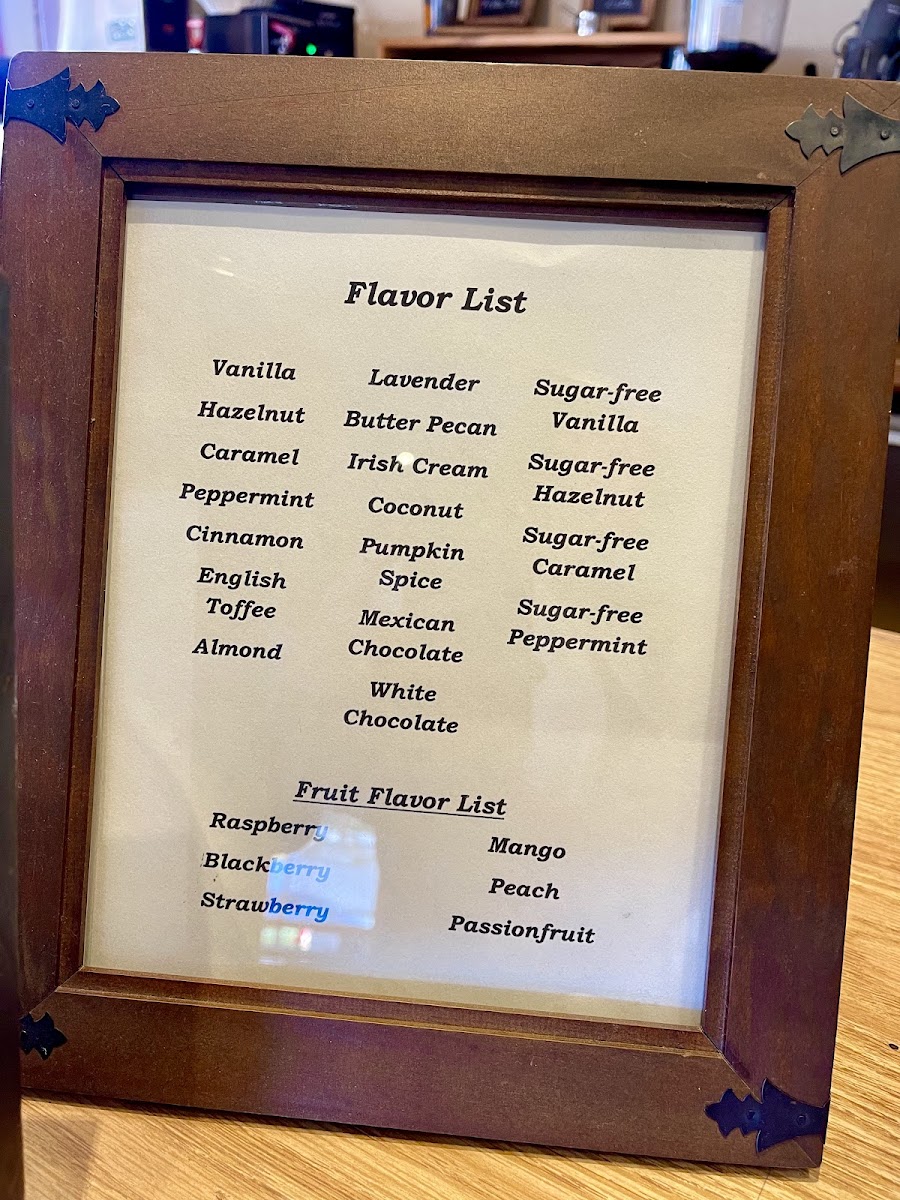 Flavor List
Vanilla
Hazelnut
Caramel
Peppermint
Cinnamon
English
Toffee
Almond
Lavender
Butter Pecan
Irish Cream
Coconut
Pumpkin
Spice
Mexican
Chocolate
White
Chocolate
Sugar-free
Vanilla
Sugar-free
Hazelnut
Sugar-free
Caramel
Sugar-free
Peppermint
Fruit Flavor List
Raspberry
Blackberry
Strawberry
Mango
Peach
Passionfruit